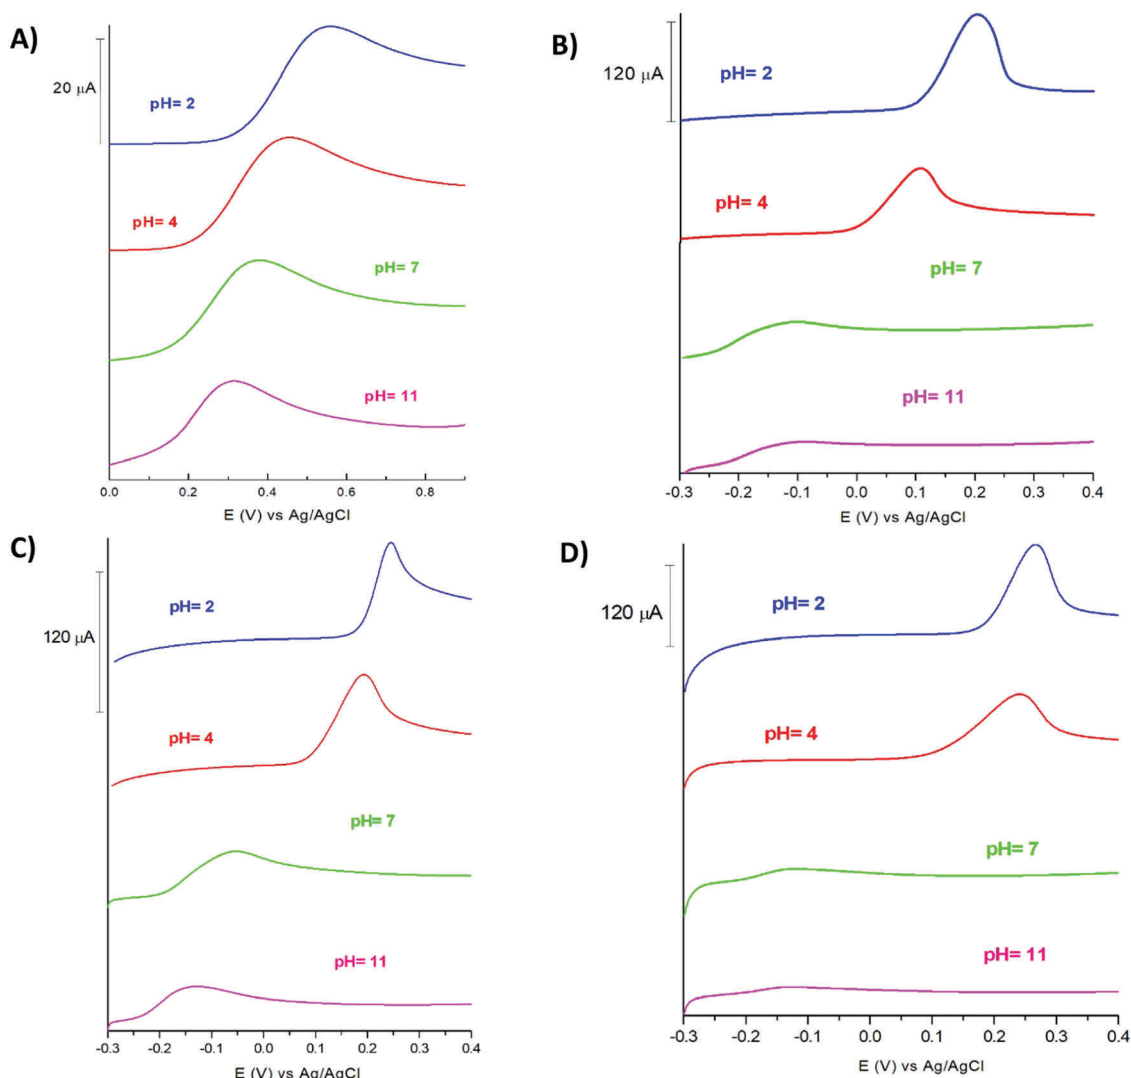 A)
20 µA
pH= 2
pH= 4
pH= 7
pH= 11
0.0 0.2 0.4 0.6 0.8
E (V) vs Ag/AgCl
B)
120 µA
pH= 2
pH= 4
pH= 7
pH= 11
-0.3 -0.2 -0.1 0.0 0.1 0.2 0.3 0.4
E (V) vs Ag/AgCl
C)
120 µA
pH= 2
pH= 4
pH= 7
pH= 11
-0.3 -0.2 -0.1 0.0 0.1 0.2 0.3 0.4
E (V) vs Ag/AgCl
D)
120 µA
pH= 2
pH= 4
pH= 7
pH= 11
-0.3 -0.2 -0.1 0.0 0.1 0.2 0.3 0.4
E (V) vs Ag/AgCl